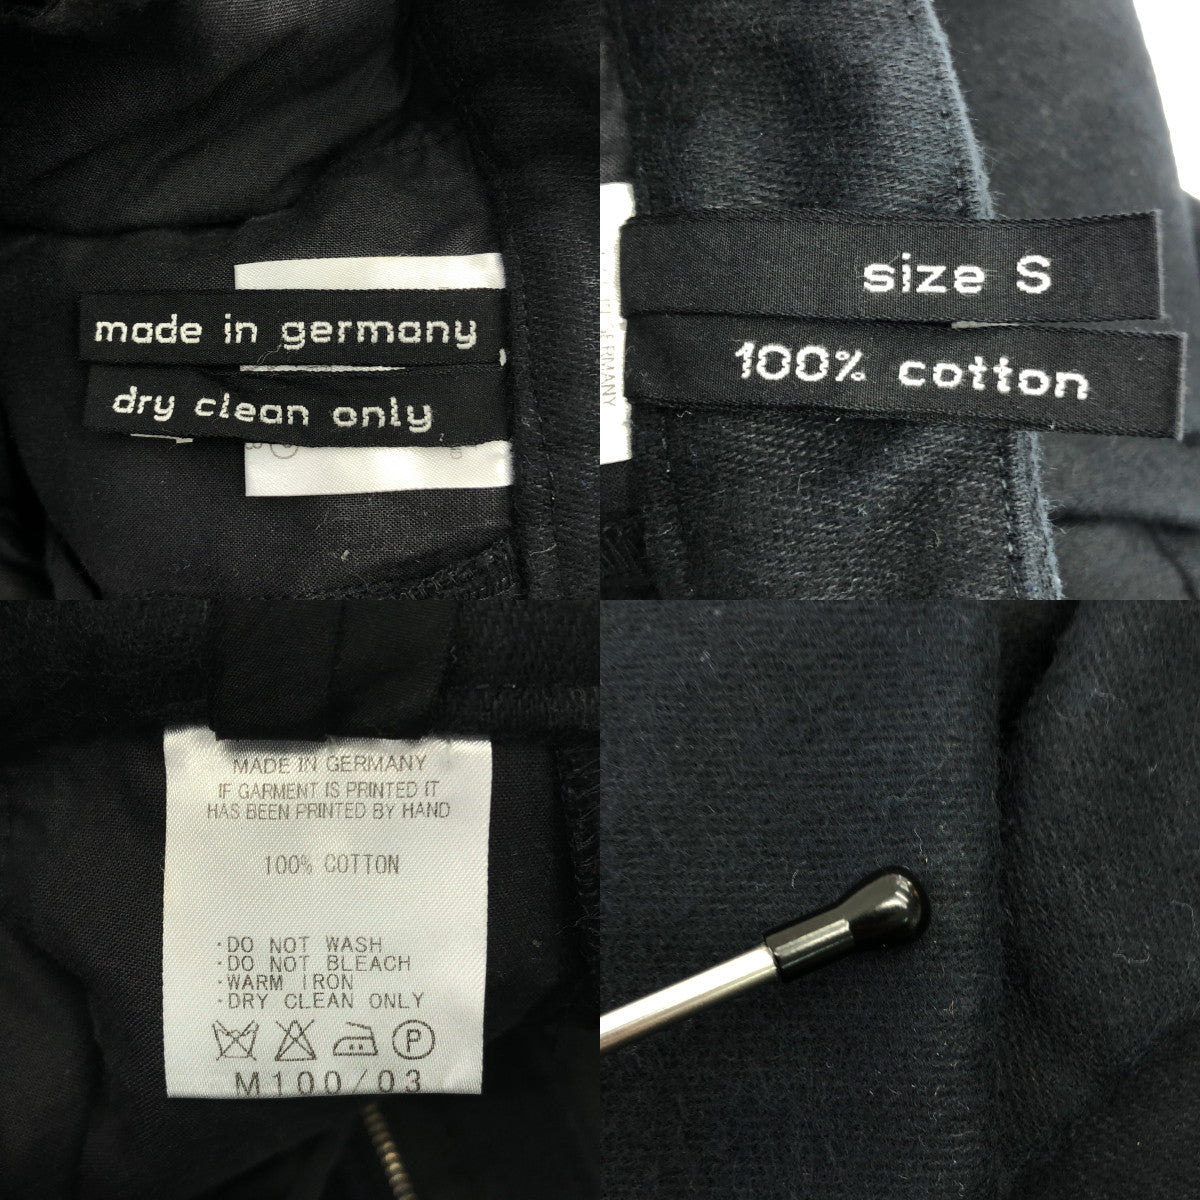 made in germany
dry clean only
size S
100% cotton
MADE IN GERMANY
IF GARMENT IS PRINTED IT
HAS BEEN PRINTED BY HAND
100% COTTON
·DO NOT WASH
·DO NOT BLEACH
·WARM IRON
·DRY CLEAN ONLY
P
M100/03